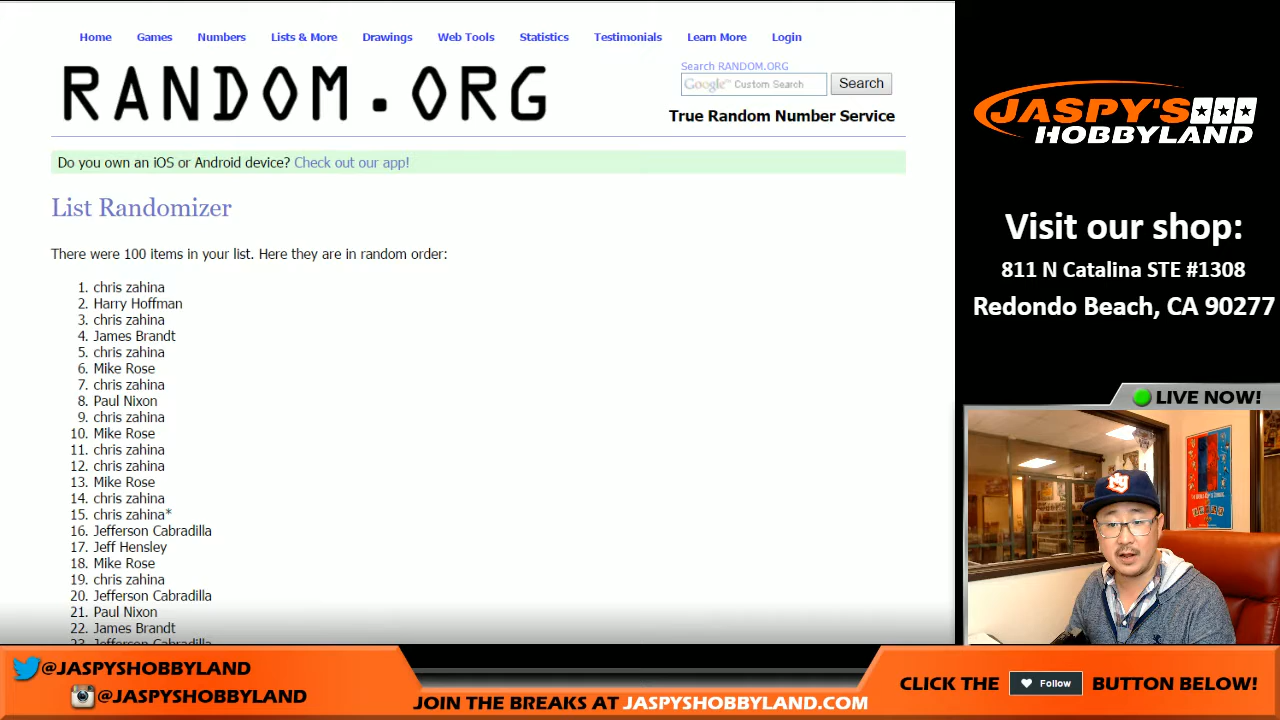 Home Games Numbers Lists & More Drawings Web Tools Statistics Testimonials Learn More Login
RANDOM.ORG
Search RANDOM.ORG
Google™ Custom Search Search
True Random Number Service
Do you own an iOS or Android device? Check out our app!
List Randomizer
There were 100 items in your list. Here they are in random order:
1. chris zahina
2. Harry Hoffman
3. chris zahina
4. James Brandt
5. chris zahina
6. Mike Rose
7. chris zahina
8. Paul Nixon
9. chris zahina
10. Mike Rose
11. chris zahina
12. chris zahina
13. Mike Rose
14. chris zahina
15. chris zahina*
16. Jefferson Cabradilla
17. Jeff Hensley
18. Mike Rose
19. chris zahina
20. Jefferson Cabradilla
21. Paul Nixon
22. James Brandt
23. Jefferson Cabradilla
JASPY'S
HOBBYLAND
Visit our shop:
811 N Catalina STE #1308
Redondo Beach, CA 90277
LIVE NOW!
@JASPYSHOBBYLAND
@JASPYSHOBBYLAND
JOIN THE BREAKS AT JASPYSHOBBYLAND.COM
CLICK THE Follow BUTTON BELOW!